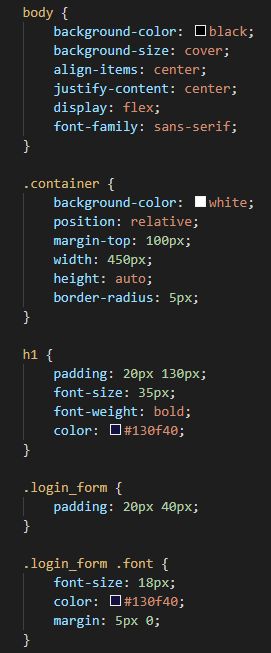 body {
    background-color: black;
    background-size: cover;
    align-items: center;
    justify-content: center;
    display: flex;
    font-family: sans-serif;
}

.container {
    background-color: white;
    position: relative;
    margin-top: 100px;
    width: 450px;
    height: auto;
    border-radius: 5px;
}

h1 {
    padding: 20px 130px;
    font-size: 35px;
    font-weight: bold;
    color: #130f40;
}

.login_form {
    padding: 20px 40px;
}

.login_form .font {
    font-size: 18px;
    color: #130f40;
    margin: 5px 0;
}